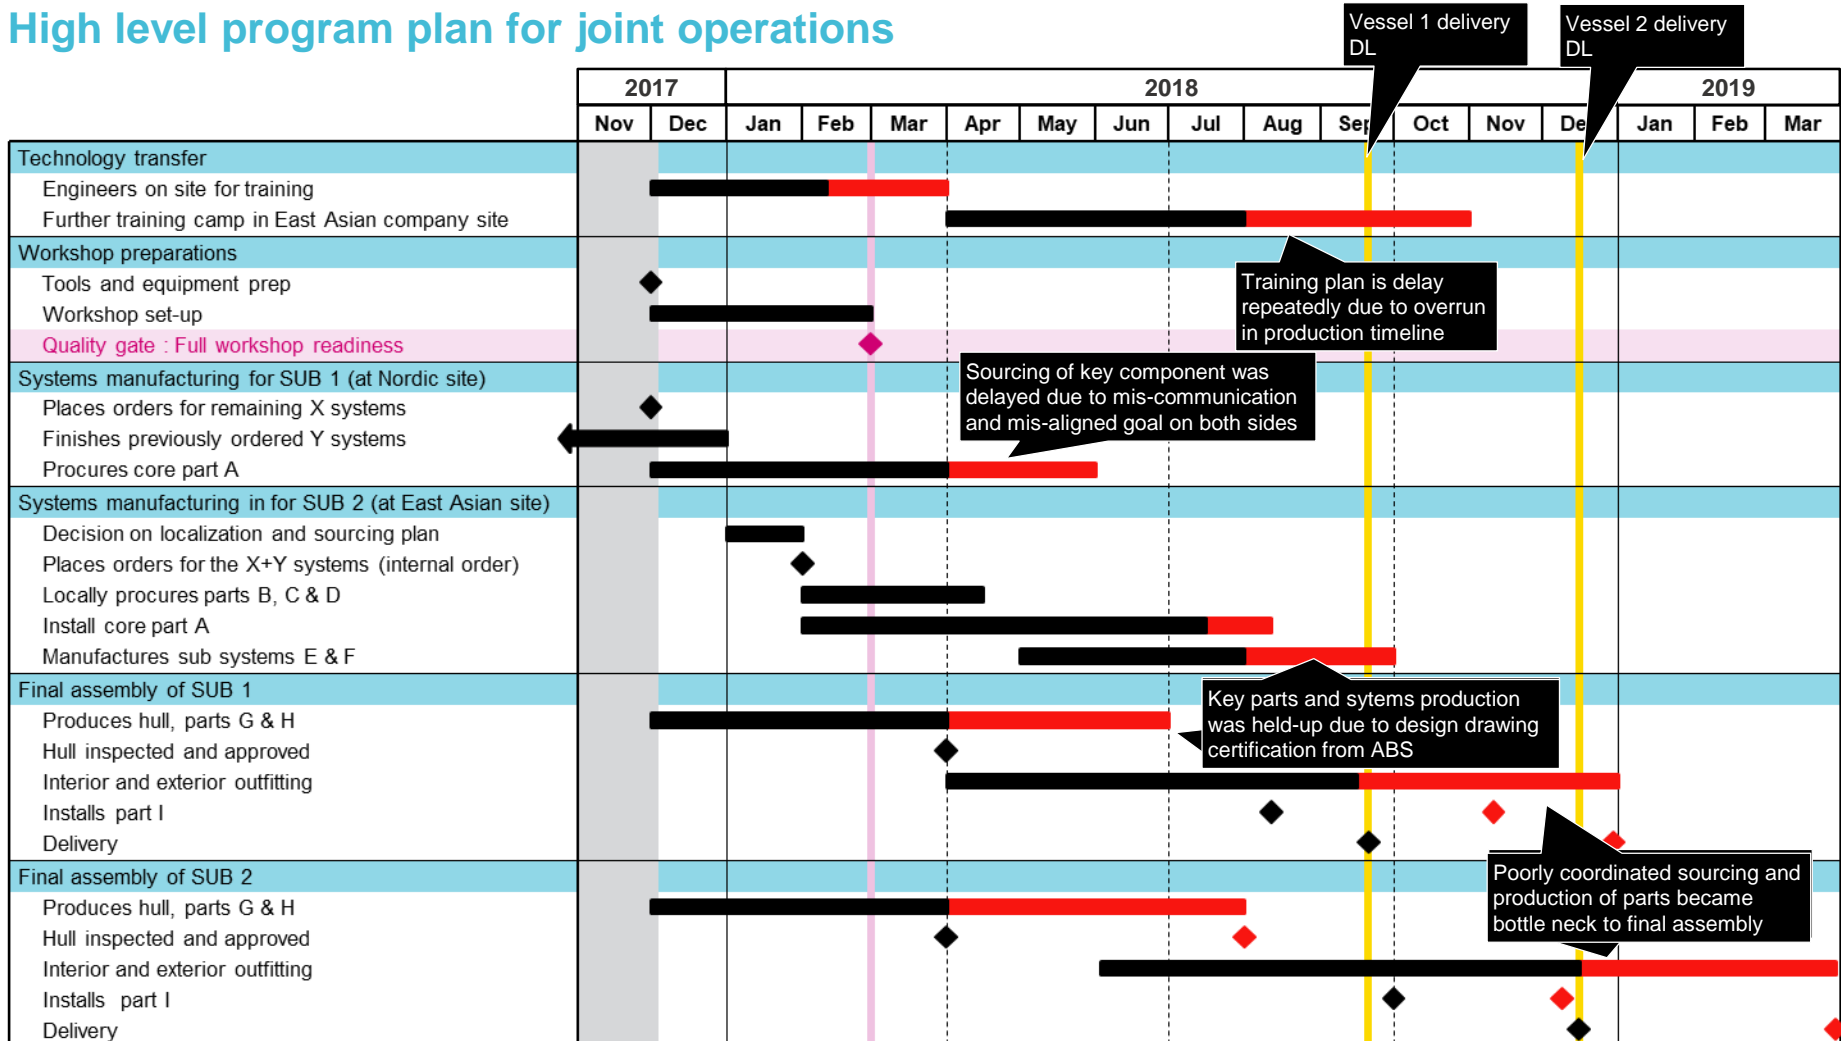 High level program plan for joint operations
Vessel 1 delivery
DL
Vessel 2 delivery
DL
2017 2018 2019
Nov Dec Jan Feb Mar Apr May Jun Jul Aug Sep Oct Nov De Jan Feb Mar
Technology transfer
Engineers on site for training
Further training camp in East Asian company site
Workshop preparations
Tools and equipment prep
Workshop set-up
Quality gate : Full workshop readiness
Training plan is delay
repeatedly due to overrun
in production timeline
Systems manufacturing for SUB 1 (at Nordic site)
Places orders for remaining X systems
Finishes previously ordered Y systems
Procures core part A
Sourcing of key component was
delayed due to mis-communication
and mis-aligned goal on both sides
Systems manufacturing in for SUB 2 (at East Asian site)
Decision on localization and sourcing plan
Places orders for the X+Y systems (internal order)
Locally procures parts B, C & D
Install core part A
Manufactures sub systems E & F
Final assembly of SUB 1
Produces hull, parts G & H
Hull inspected and approved
Interior and exterior outfitting
Installs part I
Delivery
Key parts and sytems production
was held-up due to design drawing
certification from ABS
Final assembly of SUB 2
Produces hull, parts G & H
Hull inspected and approved
Interior and exterior outfitting
Installs part I
Delivery
Poorly coordinated sourcing and
production of parts became
bottle neck to final assembly